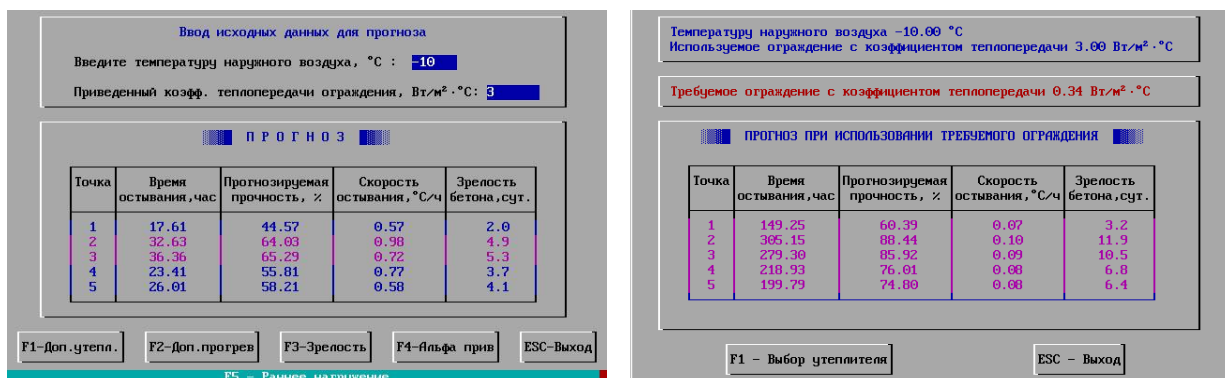 Ввод исходных данных для прогноза
Введите температуру наружного воздуха, °C : -10
Приведенный коэфф. теплопередачи ограждения, Вт/м²·°C: 3
П Р О Г Н О З
Точка Время остывания,час Прогнозируемая прочность, % Скорость остывания,°C/ч Зрелость бетона,сут.
1 17.61 44.57 0.57 2.0
2 32.63 64.03 0.98 4.9
3 36.36 65.29 0.72 5.3
4 23.41 55.81 0.77 3.7
5 26.01 58.21 0.58 4.1
F1-Доп.утепл. F2-Доп.прогрев F3-Зрелость F4-Альфа прив ESC-Выход
F5 - Раннее нагружение
Температуру наружного воздуха -10.00 °C
Используемое ограждение с коэффициентом теплопередачи 3.00 Вт/м²·°C
Требуемое ограждение с коэффициентом теплопередачи 0.34 Вт/м²·°C
ПРОГНОЗ ПРИ ИСПОЛЬЗОВАНИИ ТРЕБУЕМОГО ОГРАЖДЕНИЯ
Точка Время остывания,час Прогнозируемая прочность, % Скорость остывания,°C/ч Зрелость бетона,сут.
1 149.25 60.39 0.07 3.2
2 305.15 88.44 0.10 11.9
3 279.30 85.92 0.09 10.5
4 218.93 76.01 0.08 6.8
5 199.79 74.80 0.08 6.4
F1 - Выбор утеплителя ESC - Выход